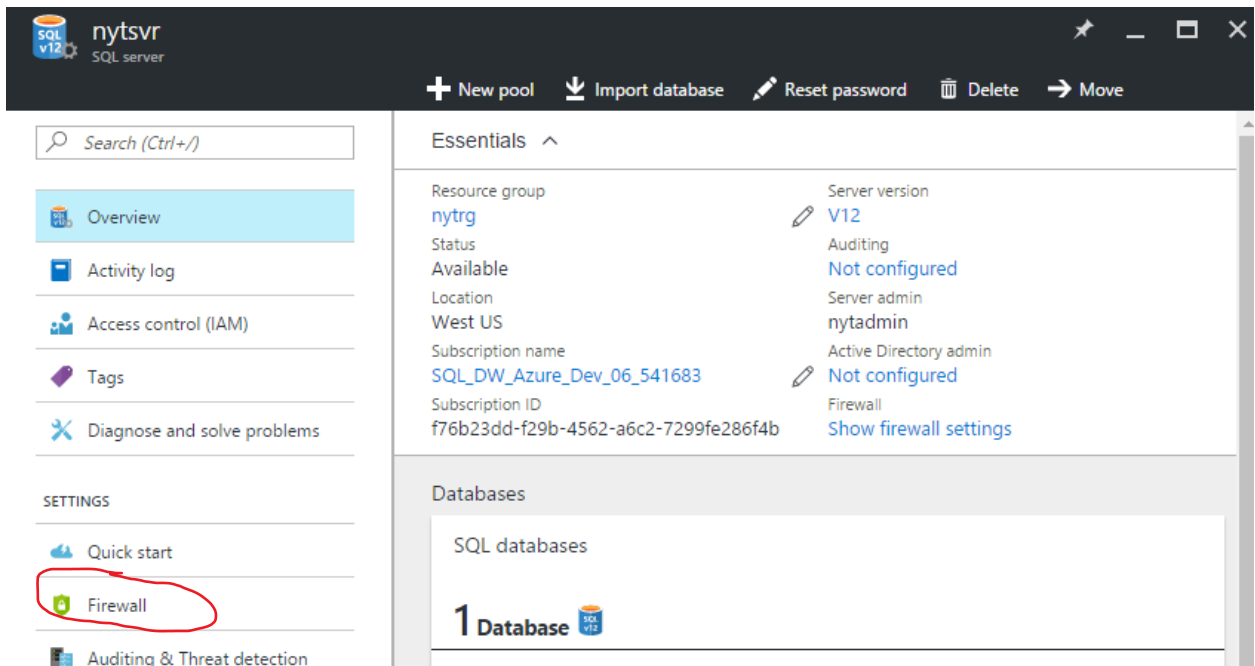 SQL
v12
nytsvr
SQL server
New pool
Import database
Reset password
Delete
Move
Search (Ctrl+/)
Overview
Activity log
Access control (IAM)
Tags
Diagnose and solve problems
SETTINGS
Quick start
Firewall
Auditing & Threat detection
Essentials
Resource group
nytrg
Status
Available
Location
West US
Subscription name
SQL_DW_Azure_Dev_06_541683
Subscription ID
f76b23dd-f29b-4562-a6c2-7299fe286f4b
Server version
V12
Auditing
Not configured
Server admin
nytadmin
Active Directory admin
Not configured
Firewall
Show firewall settings
Databases
SQL databases
1 Database
SQL
v12